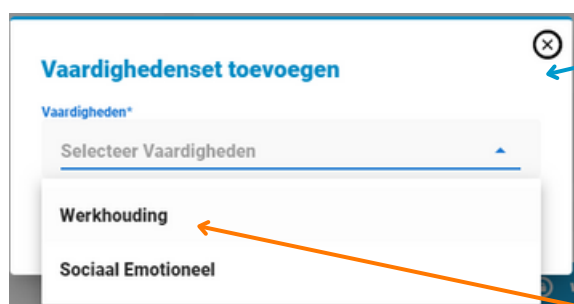 Vaardighedenset toevoegen
Vaardigheden*
Selecteer Vaardigheden
Werkhouding
Sociaal Emotioneel